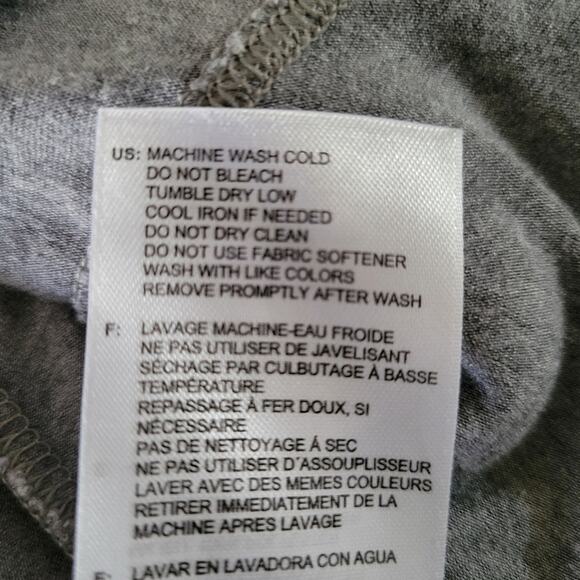 US: MACHINE WASH COLD
DO NOT BLEACH
TUMBLE DRY LOW
COOL IRON IF NEEDED
DO NOT DRY CLEAN
DO NOT USE FABRIC SOFTENER
WASH WITH LIKE COLORS
REMOVE PROMPTLY AFTER WASH
F: LAVAGE MACHINE-EAU FROIDE
NE PAS UTILISER DE JAVELISANT
SÉCHAGE PAR CULBUTAGE À BASSE
TEMPÉRATURE
REPASSAGE À FER DOUX, SI
NÉCESSAIRE
PAS DE NETTOYAGE Á SEC
NE PAS UTILISER D'ASSOUPLISSEUR
LAVER AVEC DES MEMES COULEURS
RETIRER IMMEDIATEMENT DE LA
MACHINE APRES LAVAGE
E: LAVAR EN LAVADORA CON AGUA